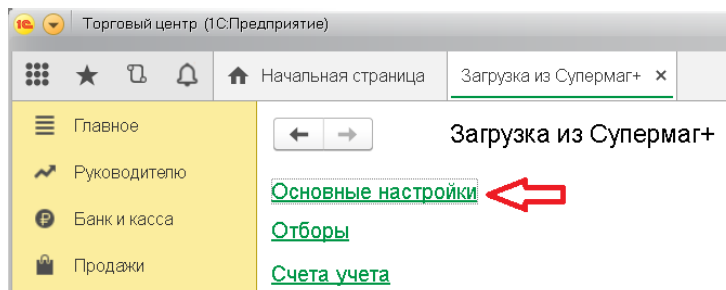 1С Торговый центр (1С:Предприятие)
Начальная страница Загрузка из Супермаг+ ×
Главное
Загрузка из Супермаг+
Руководителю
Основные настройки
Банк и касса
Отборы
Продажи
Счета учета